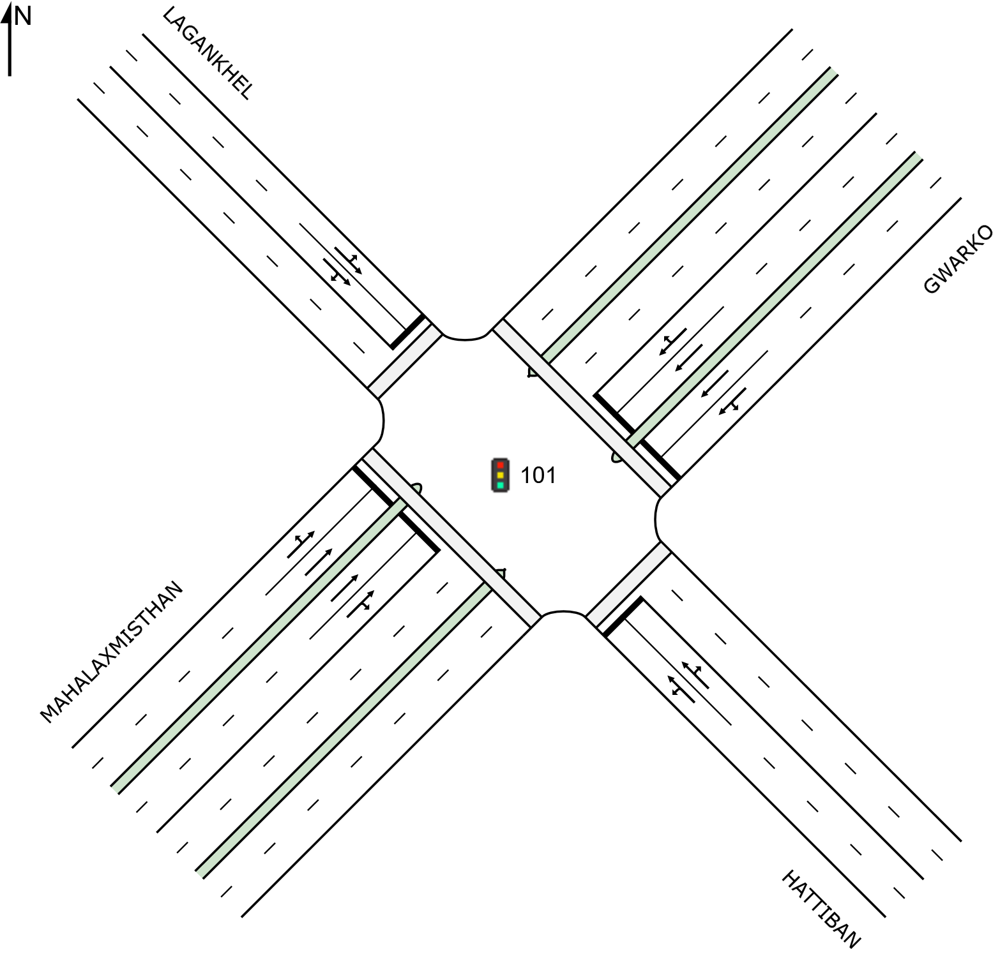 N
LAGANKHEL
GWARKO
101
MAHALAXMISTHAN
HATTIBAN